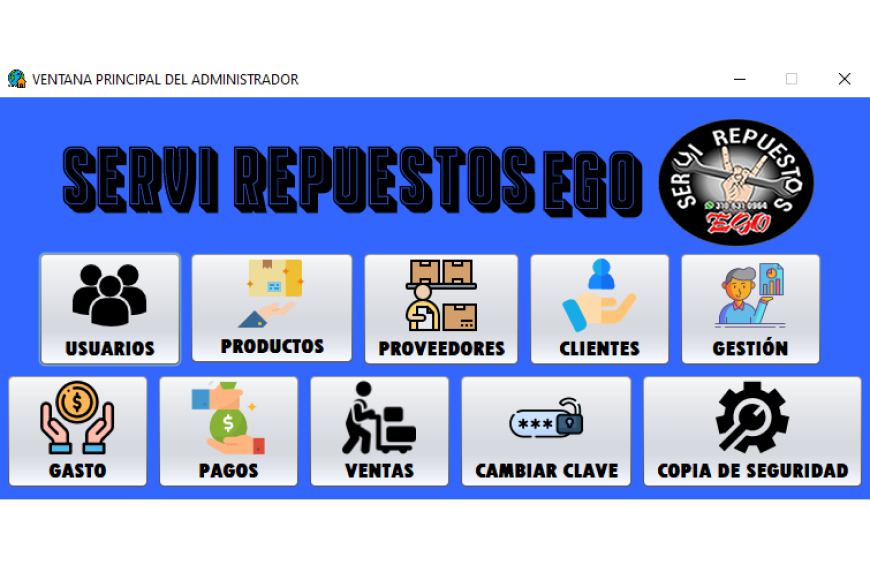 VENTANA PRINCIPAL DEL ADMINISTRADOR
SERVI REPUESTOS EGO
SERVI REPUESTOS
310 631 0964
EGO
USUARIOS
PRODUCTOS
PROVEEDORES
CLIENTES
GESTIÓN
$
$
***
GASTO
PAGOS
VENTAS
CAMBIAR CLAVE
COPIA DE SEGURIDAD